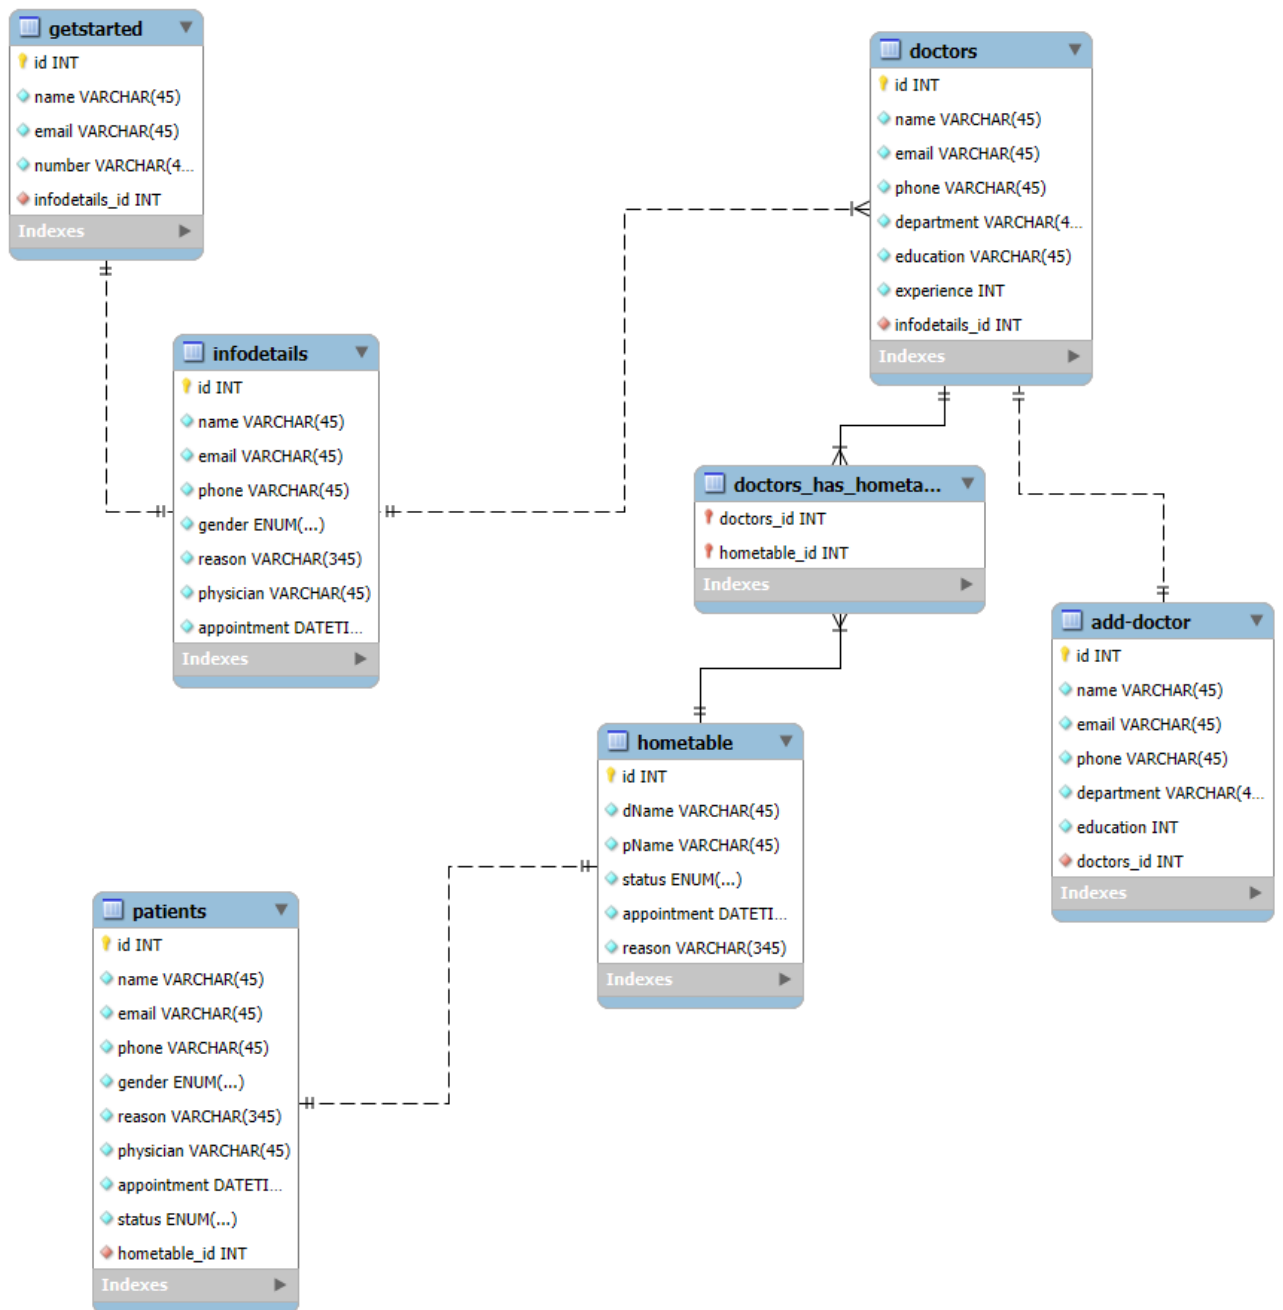 getstarted
id INT
name VARCHAR(45)
email VARCHAR(45)
number VARCHAR(4...
infodetails_id INT
Indexes
doctors
id INT
name VARCHAR(45)
email VARCHAR(45)
phone VARCHAR(45)
department VARCHAR(4...
education VARCHAR(45)
experience INT
infodetails_id INT
Indexes
infodetails
id INT
name VARCHAR(45)
email VARCHAR(45)
phone VARCHAR(45)
gender ENUM(...)
reason VARCHAR(345)
physician VARCHAR(45)
appointment DATETI...
Indexes
doctors_has_hometa...
doctors_id INT
hometable_id INT
Indexes
add-doctor
id INT
name VARCHAR(45)
email VARCHAR(45)
phone VARCHAR(45)
department VARCHAR(4...
education INT
doctors_id INT
Indexes
hometable
id INT
dName VARCHAR(45)
pName VARCHAR(45)
status ENUM(...)
appointment DATETI...
reason VARCHAR(345)
Indexes
patients
id INT
name VARCHAR(45)
email VARCHAR(45)
phone VARCHAR(45)
gender ENUM(...)
reason VARCHAR(345)
physician VARCHAR(45)
appointment DATETI...
status ENUM(...)
hometable_id INT
Indexes